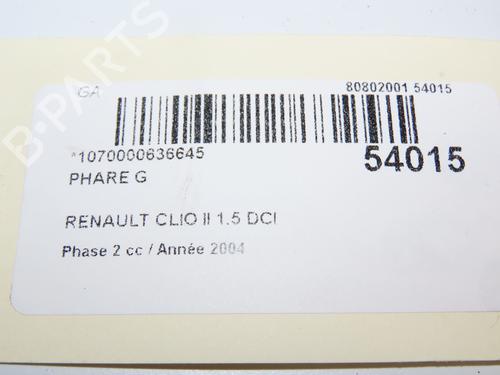 B-PARTS
GA 80802001 54015
*1070000636645 54015
PHARE G
RENAULT CLIO II 1.5 DCI
Phase 2 cc / Année 2004